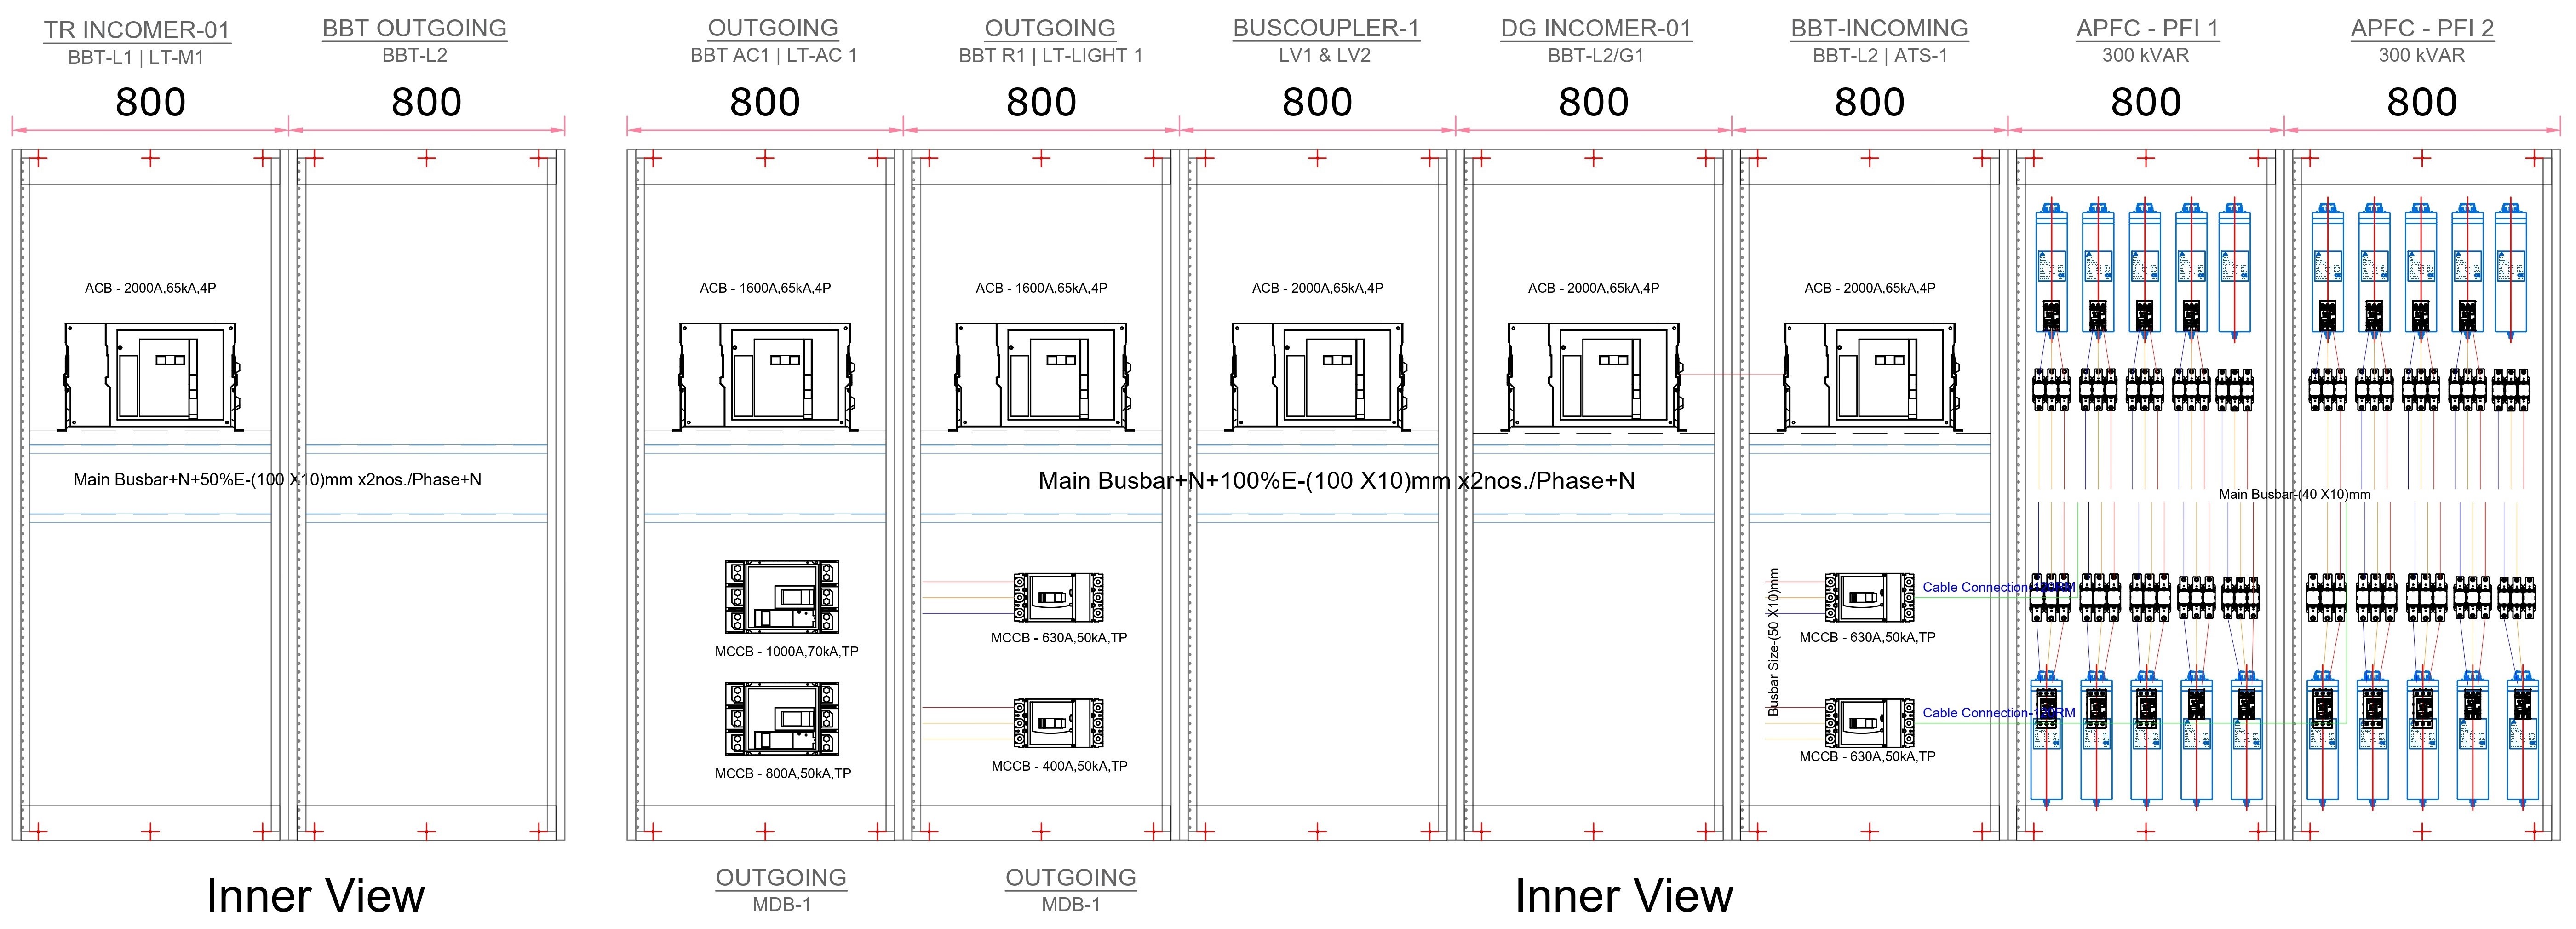 TR INCOMER-01
BBT-L1 | LT-M1
BBT OUTGOING
BBT-L2
OUTGOING
BBT AC1 | LT-AC 1
OUTGOING
BBT R1 | LT-LIGHT 1
BUSCOUPLER-1
LV1 & LV2
DG INCOMER-01
BBT-L2/G1
BBT-INCOMING
BBT-L2 | ATS-1
APFC - PFI 1
300 kVAR
APFC - PFI 2
300 kVAR
800
800
800
800
800
800
800
800
800
ACB - 2000A,65kA,4P
ACB - 1600A,65kA,4P
ACB - 1600A,65kA,4P
ACB - 2000A,65kA,4P
ACB - 2000A,65kA,4P
ACB - 2000A,65kA,4P
Main Busbar+N+50%E-(100 X10)mm x2nos./Phase+N
Main Busbar+N+100%E-(100 X10)mm x2nos./Phase+N
Main Busbar-(40 X10)mm
MCCB - 1000A,70kA,TP
MCCB - 800A,50kA,TP
MCCB - 630A,50kA,TP
MCCB - 400A,50kA,TP
Busbar Size-(50 X10)mm
Cable Connection
MCCB - 630A,50kA,TP
Cable Connection
MCCB - 630A,50kA,TP
Inner View
OUTGOING
MDB-1
OUTGOING
MDB-1
Inner View